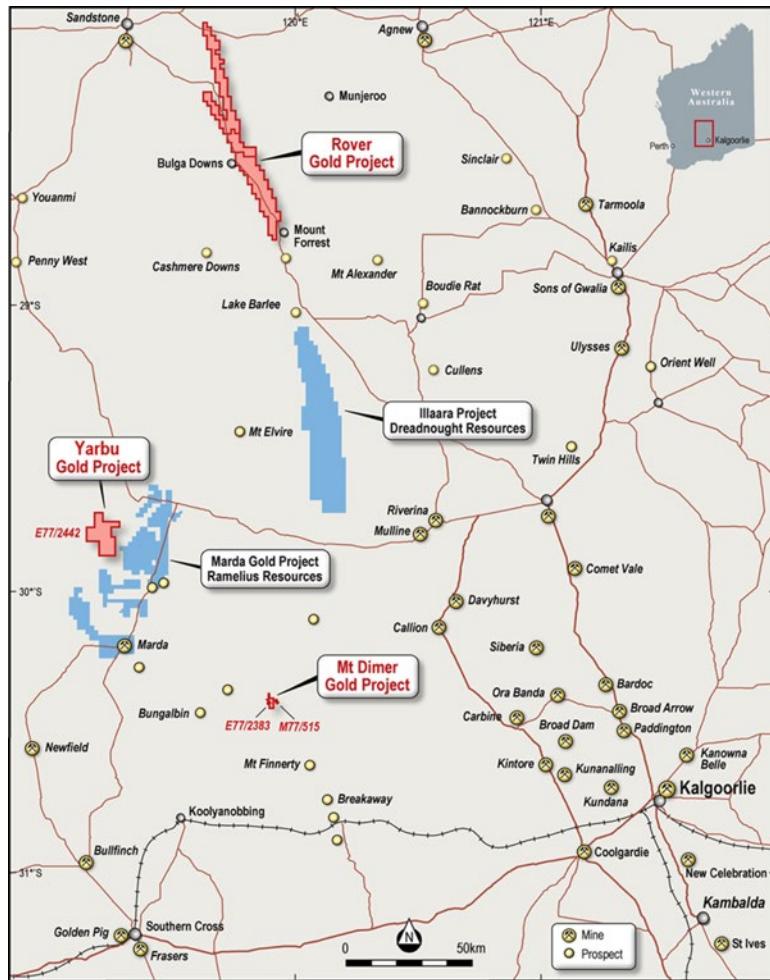 120°E
121°E
Sandstone
Agnew
Munjeroo
Western
Australia
Perth
Kalgoorlie
Rover
Gold Project
Bulga Downs
Sinclair
Youanmi
Bannockburn
Tarmoola
Mount
Forrest
Penny West
Cashmere Downs
Mt Alexander
Kailis
Boudie Rat
Sons of Gwalia
29°S
Lake Barlee
Ulysses
Orient Well
Cullens
Illaara Project
Dreadnought Resources
Mt Elvire
Yarbu
Gold Project
Twin Hills
E77/2442
Riverina
Mulline
Marda Gold Project
Ramelius Resources
Comet Vale
30°S
Davyhurst
Callion
Siberia
Marda
Mt Dimer
Gold Project
Bardoc
Ora Banda
Broad Arrow
Bungalbin
E77/2383
M77/515
Carbine
Broad Dam
Paddington
Newfield
Kanowna
Belle
Mt Finnerty
Kintore
Kunanalling
Kundana
Kalgoorlie
Breakaway
Koolyanobbing
Bullfinch
Coolgardie
31°S
New Celebration
Kambalda
Golden Pig
Southern Cross
Frasers
N
0
50km
Mine
Prospect
St Ives